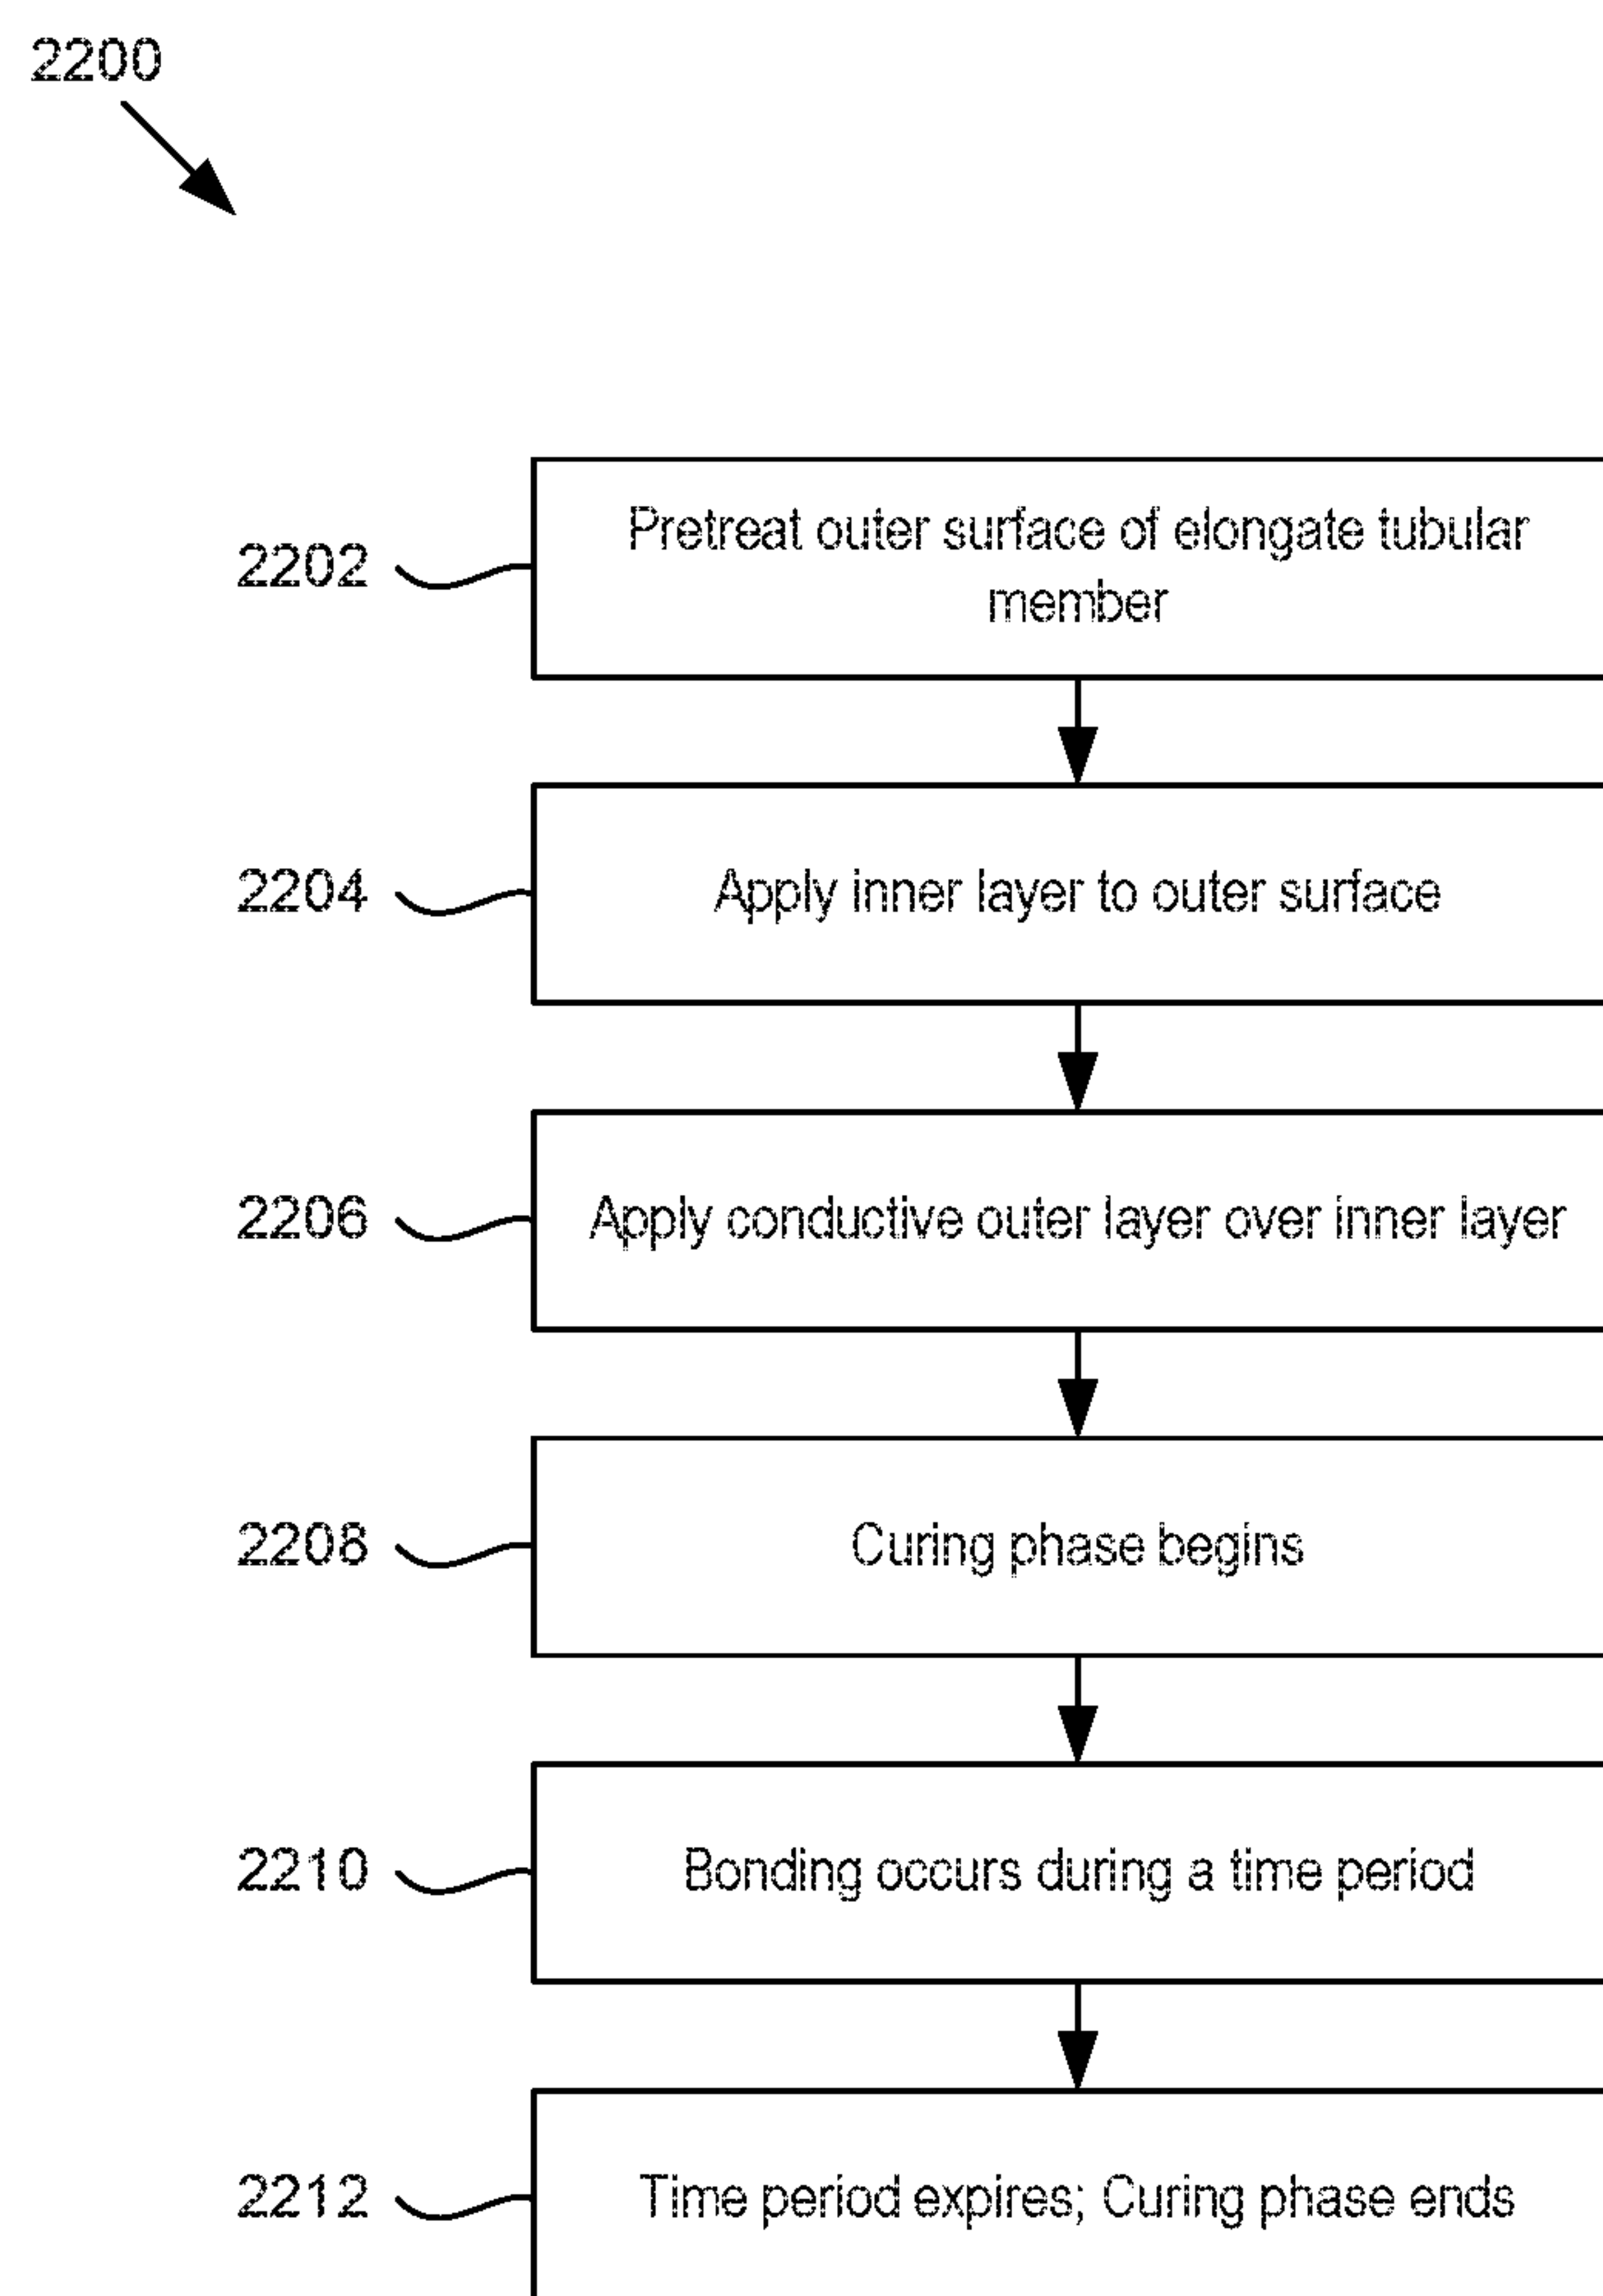 2200
2202
Pretreat outer surface of elongate tubular
member
2204
Apply inner layer to outer surface
2206
Apply conductive outer layer over inner layer
2208
Curing phase begins
2210
Bonding occurs during a time period
2212
Time period expires; Curing phase ends